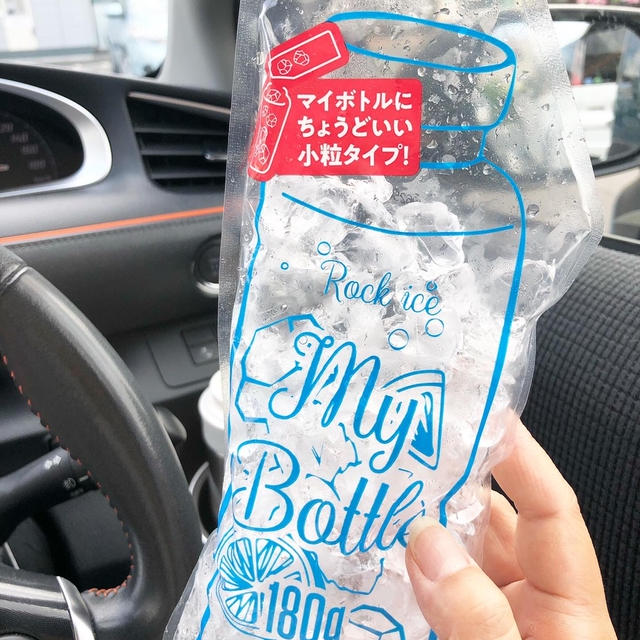 マイボトルに
ちょうどいい
小粒タイプ!
Rock ice
My
Bottle
180g